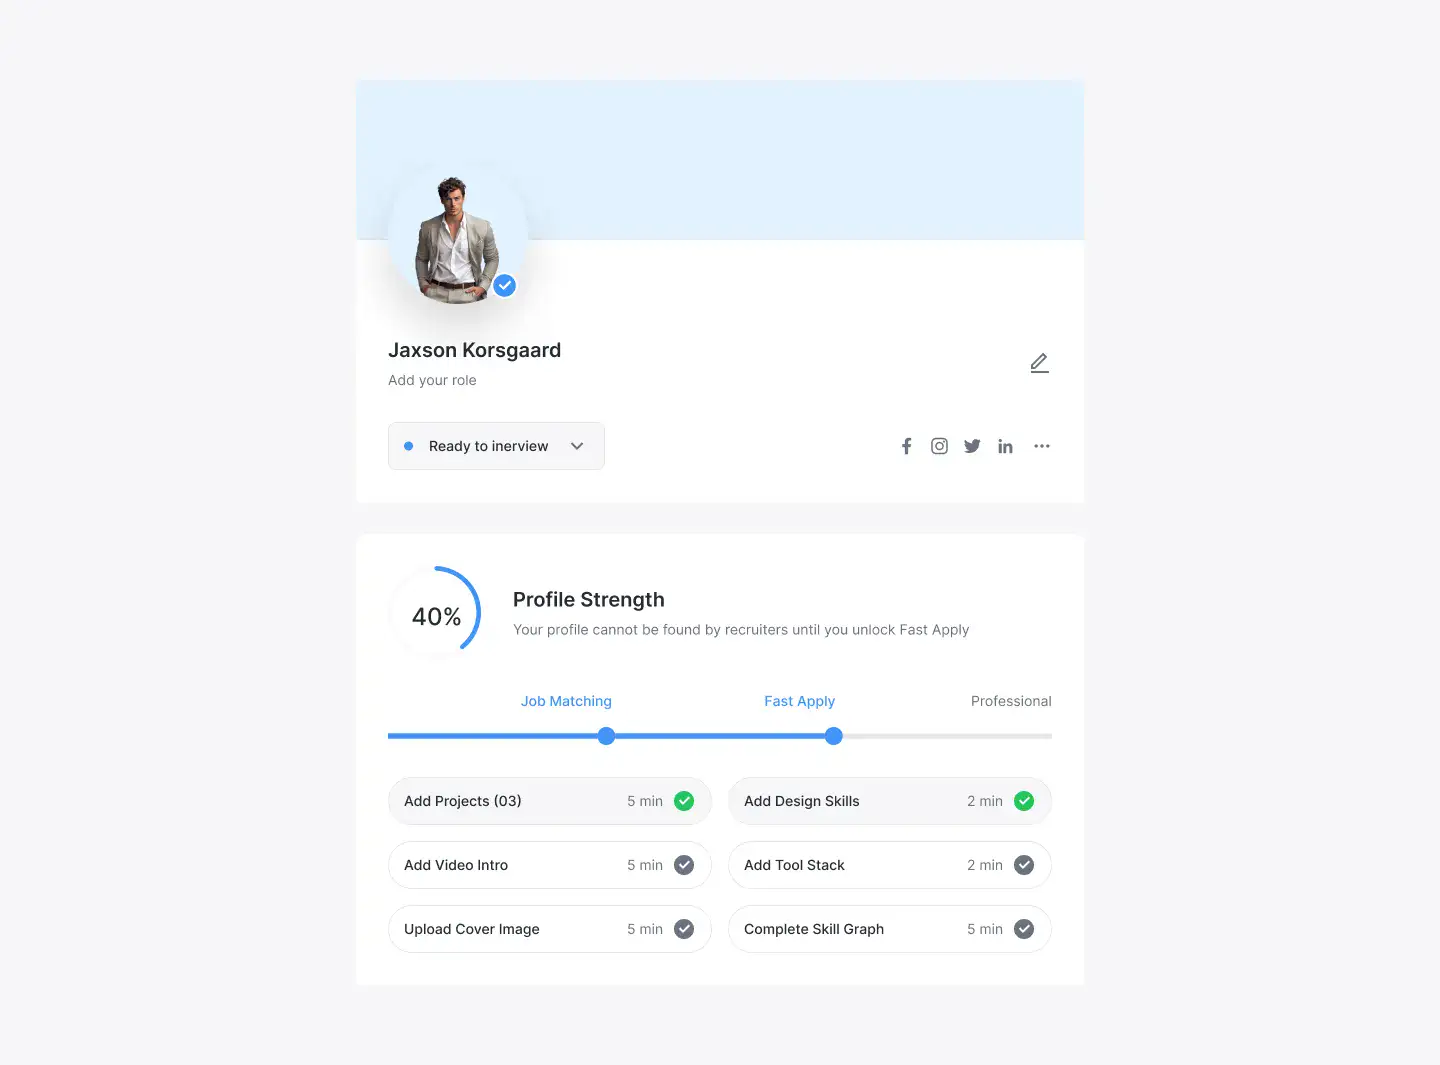 Jaxson Korsgaard
Add your role
Ready to inerview
40%
Profile Strength
Your profile cannot be found by recruiters until you unlock Fast Apply
Job Matching Fast Apply Professional
Add Projects (03) 5 min Add Design Skills 2 min
Add Video Intro 5 min Add Tool Stack 2 min
Upload Cover Image 5 min Complete Skill Graph 5 min